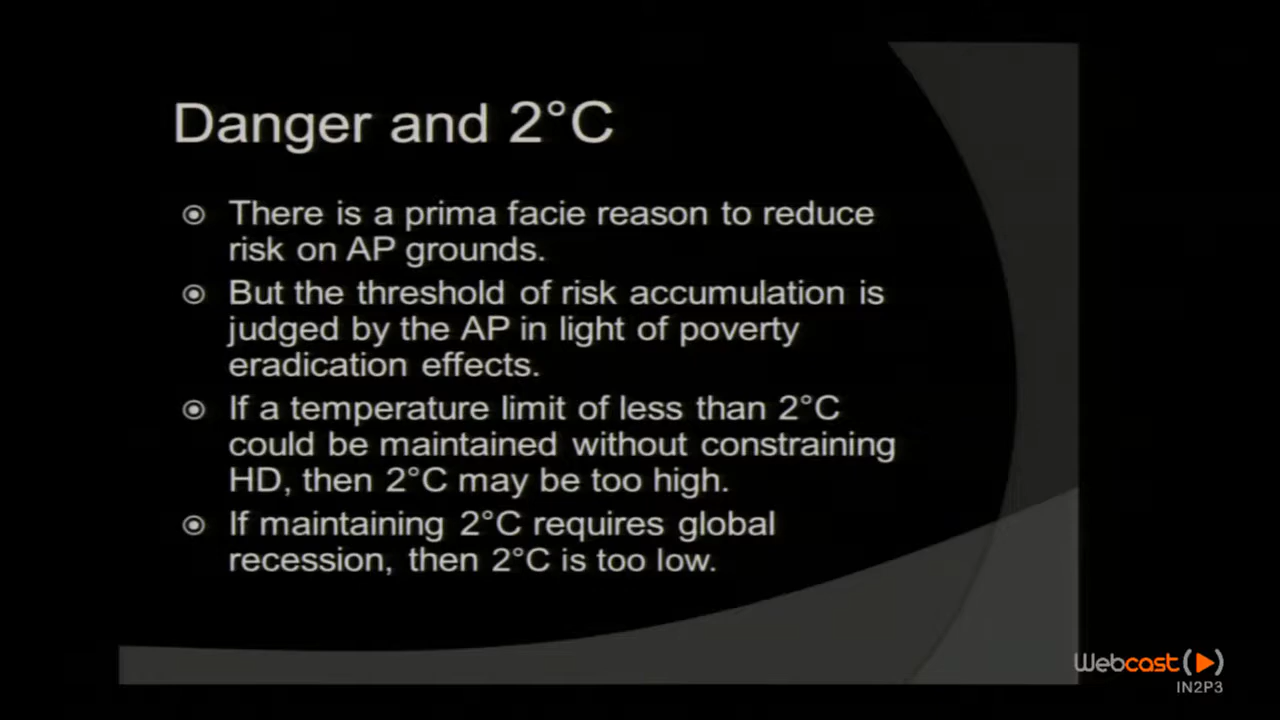 Danger and 2°C
There is a prima facie reason to reduce
risk on AP grounds.
But the threshold of risk accumulation is
judged by the AP in light of poverty
eradication effects.
If a temperature limit of less than 2°C
could be maintained without constraining
HD, then 2°C may be too high.
If maintaining 2°C requires global
recession, then 2°C is too low.
Webcast
IN2P3